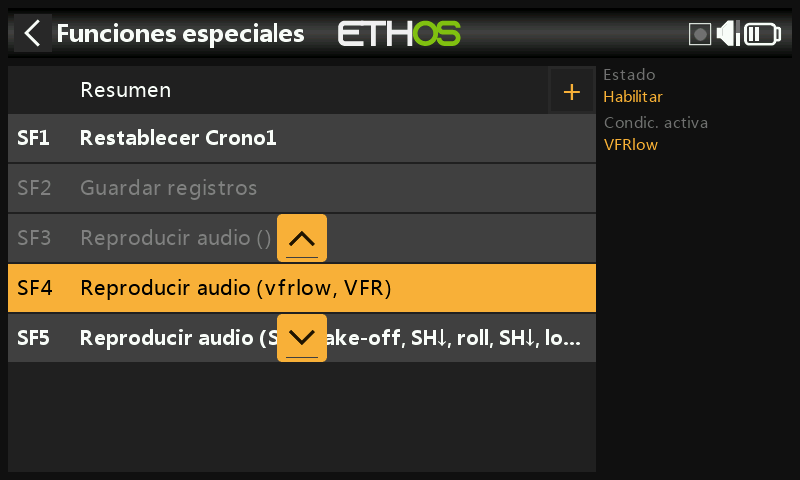 Funciones especiales
ETHOS
Resumen
+
SF1 Restablecer Crono1
SF2 Guardar registros
SF3 Reproducir audio ()
SF4 Reproducir audio (vfrlow, VFR)
SF5 Reproducir audio (S ake-off, SH↓, roll, SH↓, lo...
Estado
Habilitar
Condic. activa
VFRlow